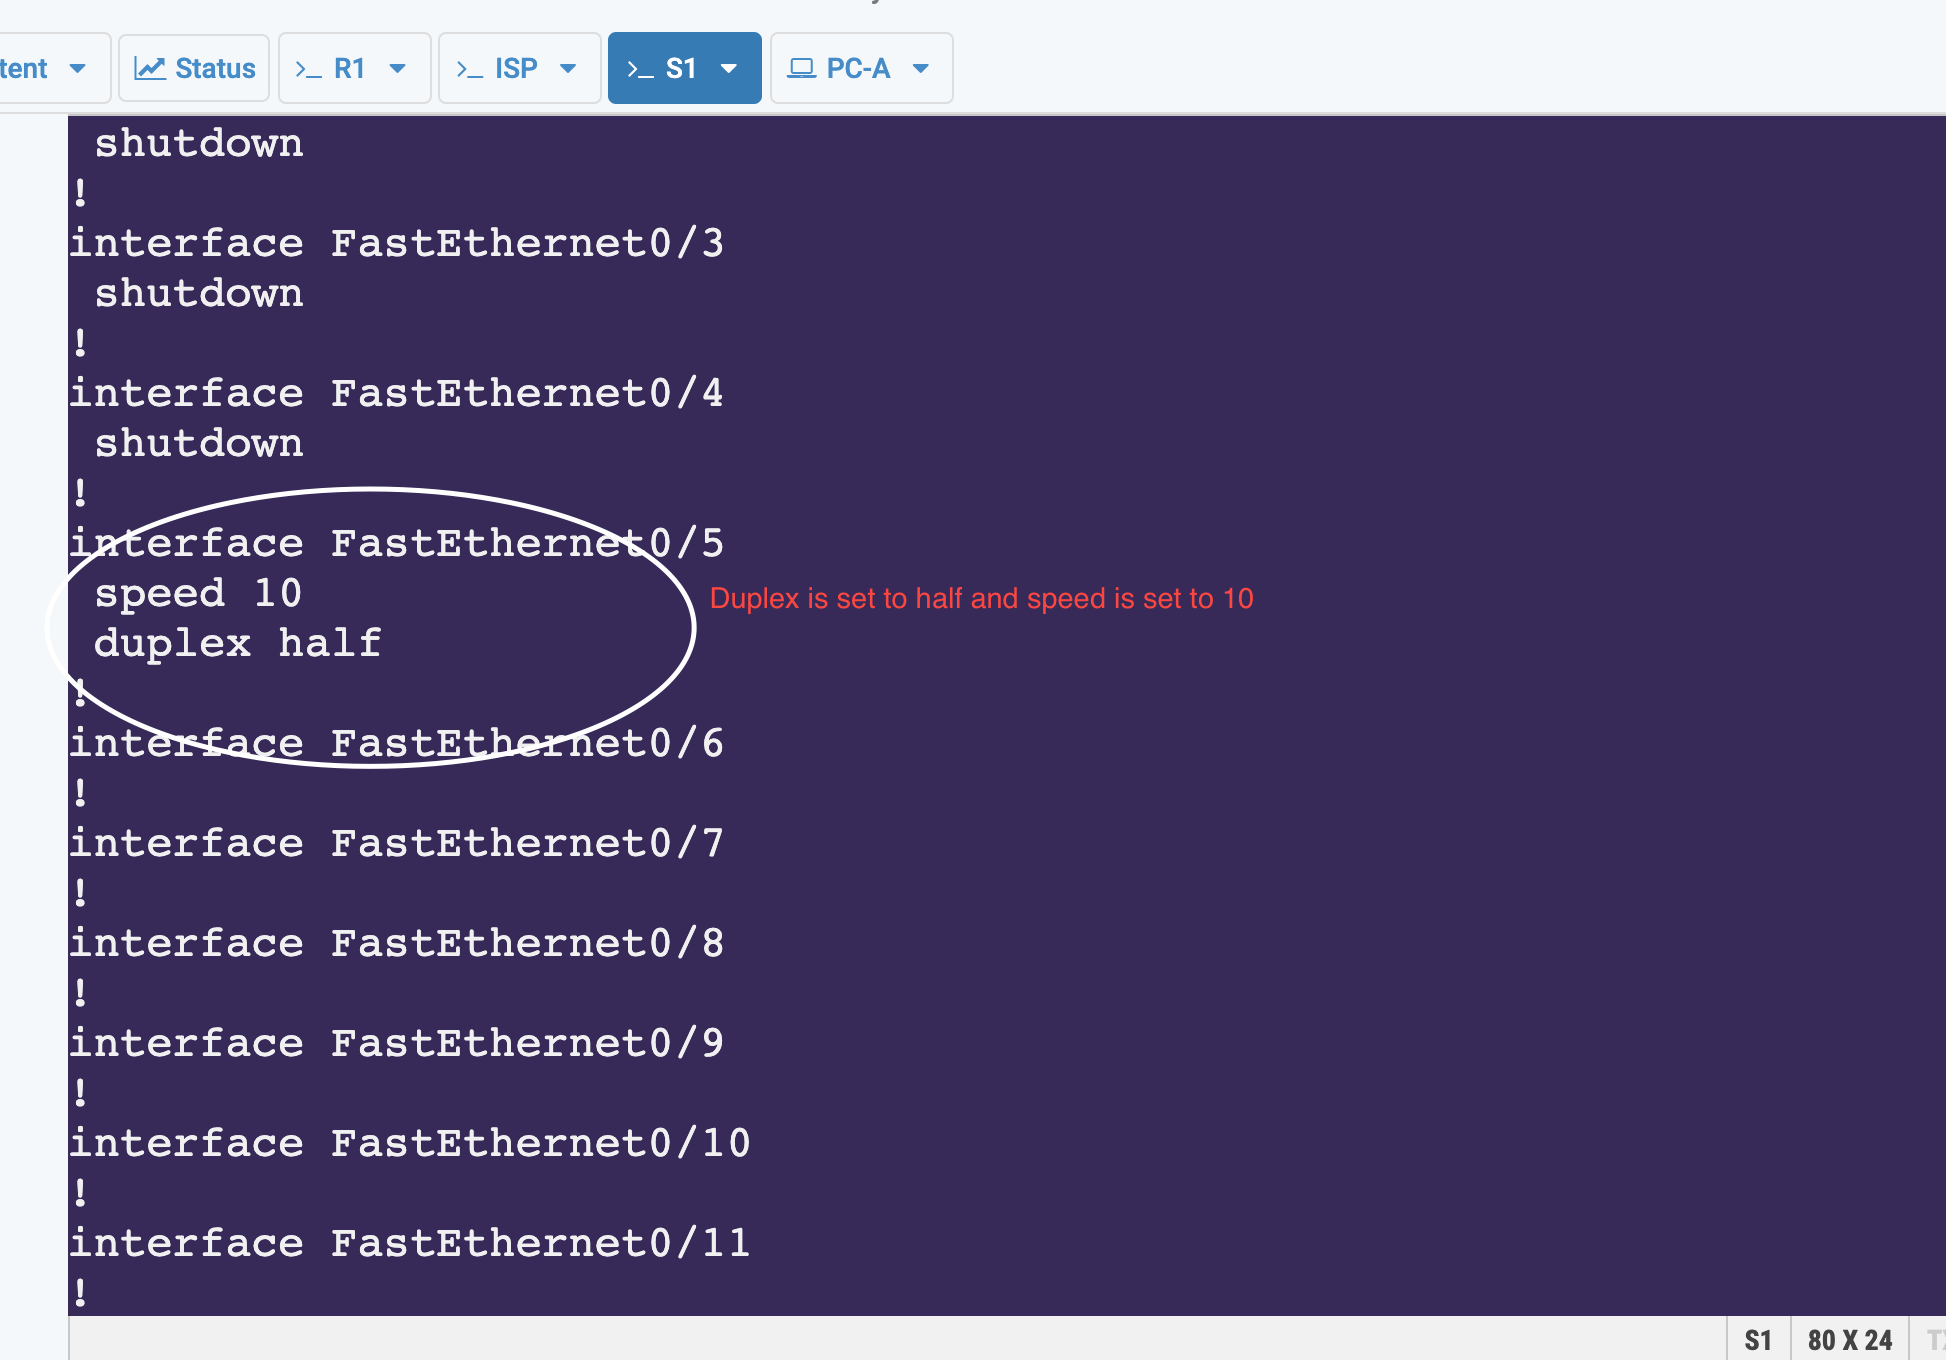 tent
Status
>_ R1
>_ ISP
>_ S1
PC-A
shutdown
!
interface FastEthernet0/3
shutdown
!
interface FastEthernet0/4
shutdown
!
interface FastEthernet0/5
speed 10
Duplex is set to half and speed is set to 10
duplex half
!
interface FastEthernet0/6
!
interface FastEthernet0/7
!
interface FastEthernet0/8
!
interface FastEthernet0/9
!
interface FastEthernet0/10
!
interface FastEthernet0/11
!
S1
80 X 24